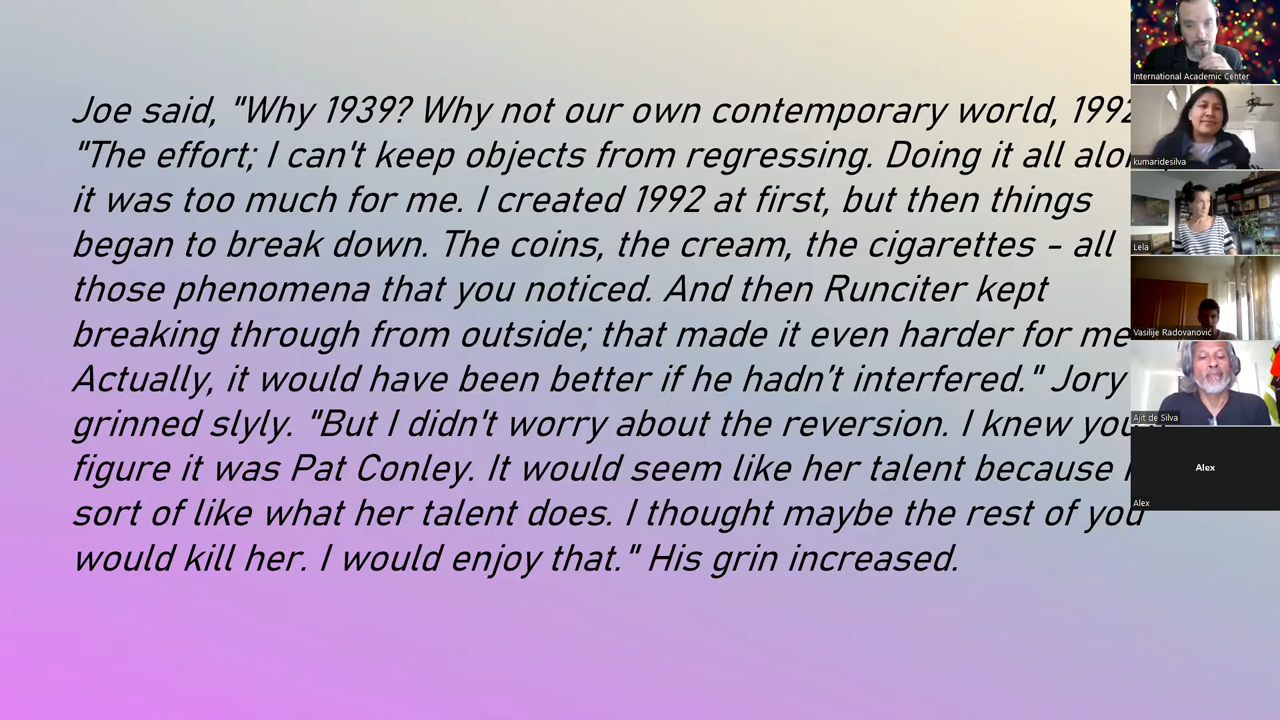 Joe said, "Why 1939? Why not our own contemporary world, 1992
"The effort; I can't keep objects from regressing. Doing it all
it was too much for me. I created 1992 at first, but then things
began to break down. The coins, the cream, the cigarettes - all
those phenomena that you noticed. And then Runciter kept
breaking through from outside; that made it even harder for me
Actually, it would have been better if he hadn't interfered." Jory
grinned slyly. "But I didn't worry about the reversion. I knew
figure it was Pat Conley. It would seem like her talent because
sort of like what her talent does. I thought maybe the rest of you
would kill her. I would enjoy that." His grin increased.
International Academic Center
kumaridesilva
Lela
Vasilije Radovanović
Ajit de Silva
Alex
Alex